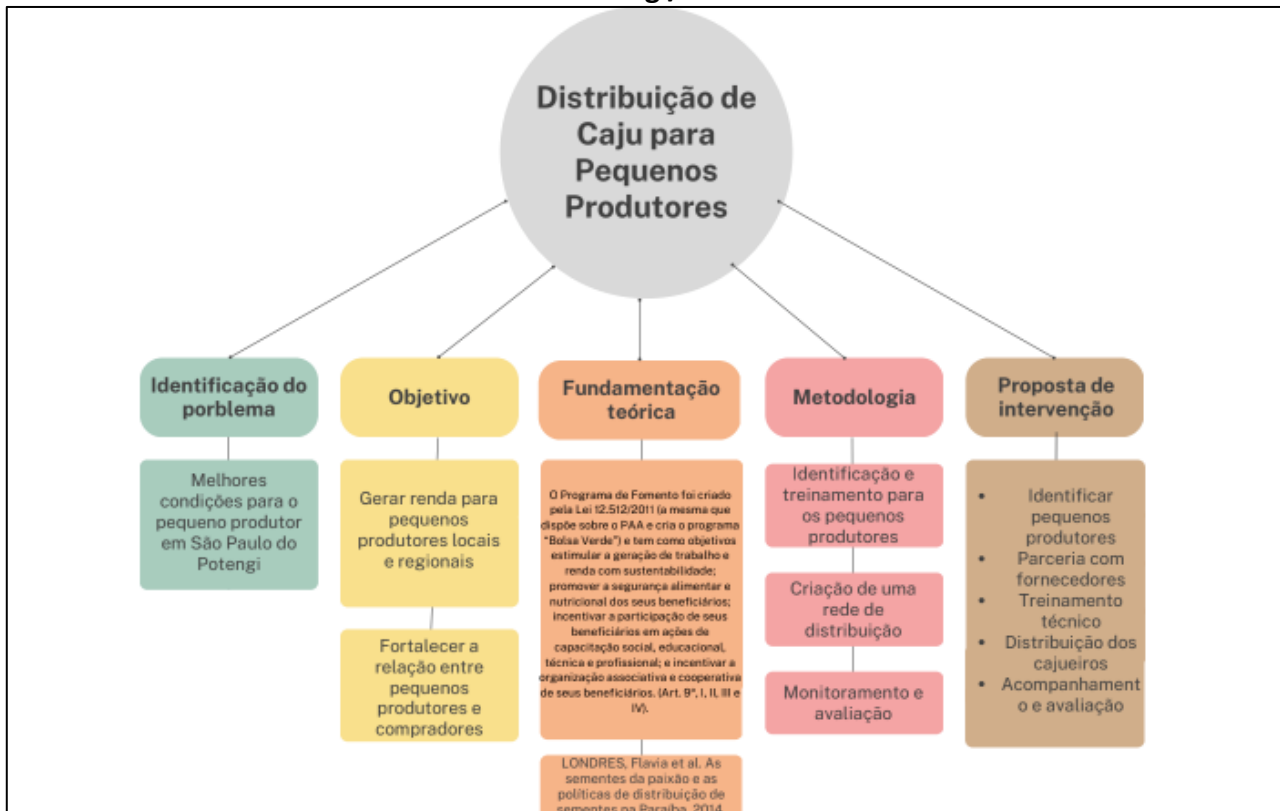 Distribuição de
Caju para
Pequenos
Produtores
Identificação do
porblema
Melhores
condições para o
pequeno produtor
em São Paulo do
Potengi
Objetivo
Gerar renda para
pequenos
produtores locais
e regionais
Fortalecer a
relação entre
pequenos
produtores e
compradores
Fundamentação
teórica
O Programa de Fomento foi criado
pela Lei 12.512/2011 (a mesma que
dispõe sobre o PAA e cria o programa
"Bolsa Verde") e tem como objetivos
estimular a geração de trabalho e
renda com sustentabilidade;
promover a segurança alimentar e
nutricional dos seus beneficiários;
incentivar a participação de seus
beneficiários em ações de
capacitação social, educacional,
técnica e profissional; e incentivar a
organização associativa e cooperativa
de seus beneficiários. (Art. 9º, I, II, III e
IV).
LONDRES, Flavia et al. As
sementes da paixão e as
políticas de distribuição de
sementes na Paraíba. 2014.
Metodologia
Identificação e
treinamento para
os pequenos
produtores
Criação de uma
rede de
distribuição
Monitoramento e
avaliação
Proposta de
intervenção
• Identificar
pequenos
produtores
• Parceria com
fornecedores
• Treinamento
técnico
• Distribuição dos
cajueiros
• Acompanhament
o e avaliação